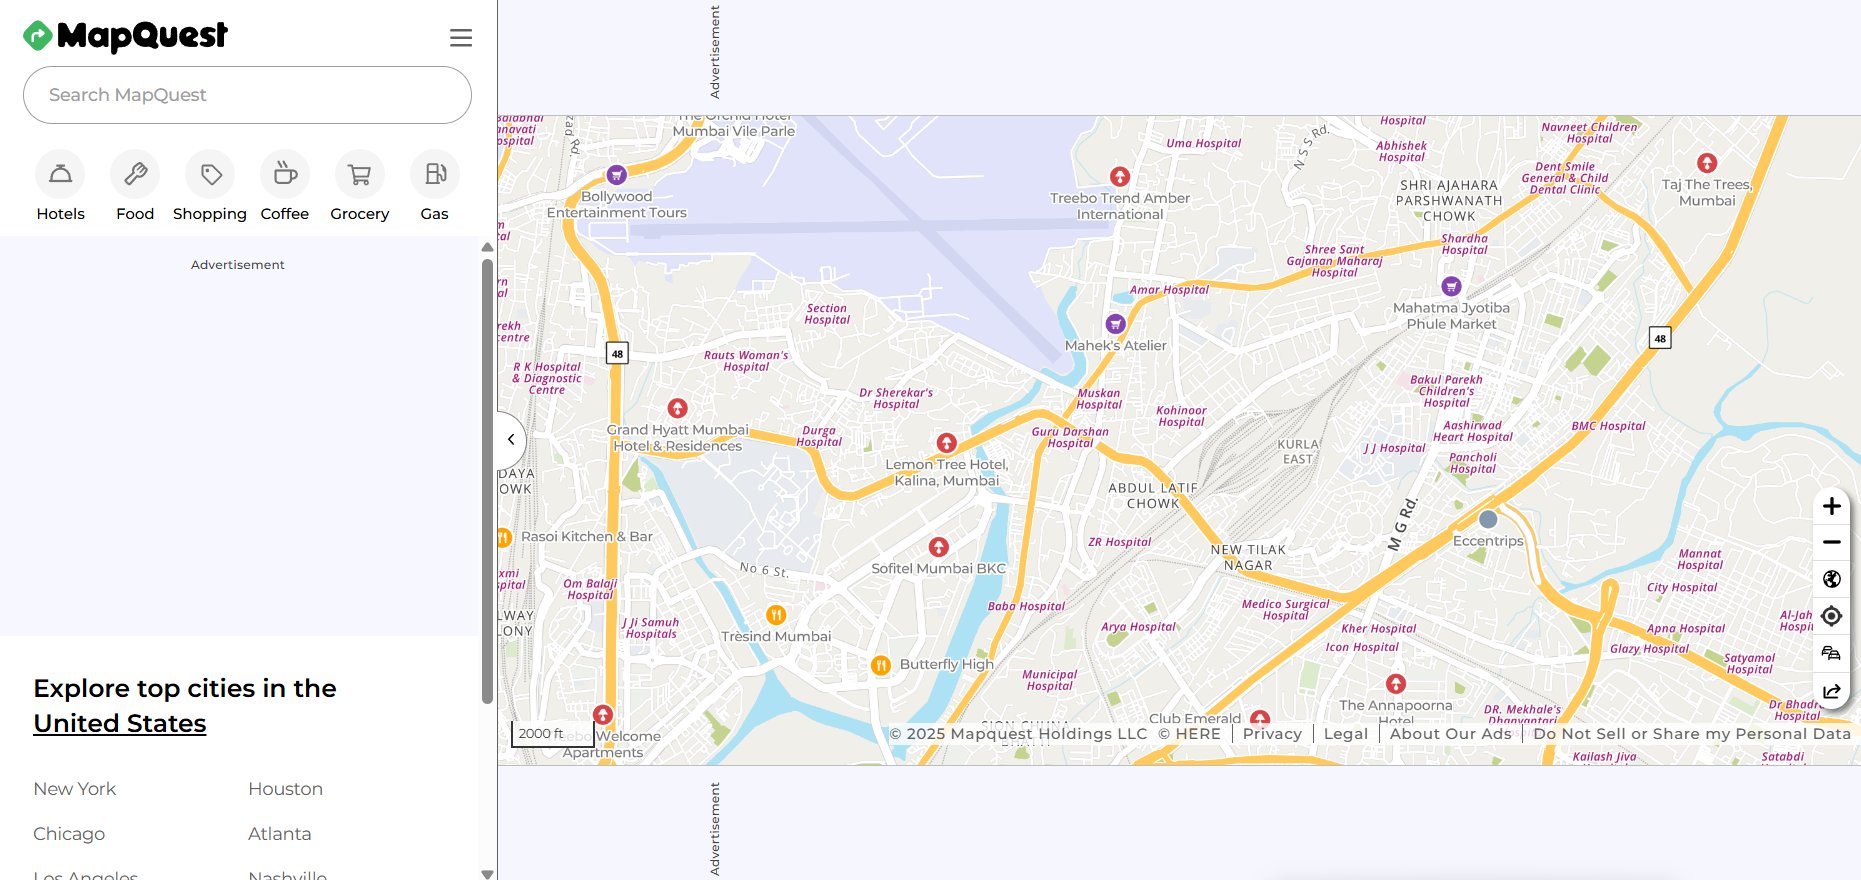 MapQuest
Search MapQuest
Hotels
Food
Shopping
Coffee
Grocery
Gas
Advertisement
Explore top cities in the
United States
New York
Houston
Chicago
Atlanta
Los Angeles
Nashville
Advertisement
The Orchid Hotel
Mumbai Vile Parle
Bollywood
Entertainment Tours
Uma Hospital
N S S Rd.
Hospital
Abhishek
Hospital
Navneet Children
Hospital
Dent Smile
General & Child
Dental Clinic
Taj The Trees,
Mumbai
Treebo Trend Amber
International
SHRI AJAHARA
PARSHWANATH
CHOWK
Shardha
Hospital
Shree Sant
Gajanan Maharaj
Hospital
Amar Hospital
Section
Hospital
Mahatma Jyotiba
Phule Market
Mahek's Atelier
48
48
Rauts Woman's
Hospital
R K Hospital
& Diagnostic
Centre
Dr Sherekar's
Hospital
Muskan
Hospital
Kohinoor
Hospital
Bakul Parekh
Children's
Hospital
Grand Hyatt Mumbai
Hotel & Residences
Durga
Hospital
Guru Darshan
Hospital
Aashirwad
Heart Hospital
BMC Hospital
KURLA
EAST
J J Hospital
Pancholi
Hospital
Lemon Tree Hotel,
Kalina, Mumbai
DAYA
OWK
ABDUL LATIF
CHOWK
M G Rd.
Rasoi Kitchen & Bar
ZR Hospital
NEW TILAK
NAGAR
Eccentrips
Sofitel Mumbai BKC
No 6 St.
Om Balaji
Hospital
Mannat
Hospital
City Hospital
Baba Hospital
Medico Surgical
Hospital
J Ji Samuh
Hospitals
Trèsind Mumbai
Arya Hospital
Kher Hospital
Icon Hospital
Apna Hospital
Glazy Hospital
Satyamol
Hospital
Butterfly High
Municipal
Hospital
The Annapoorna
Hotel
DR. Mekhale's
Dhanvantari
Club Emerald
Welcome
Apartments
2000 ft
© 2025 Mapquest Holdings LLC © HERE Privacy Legal About Our Ads Do Not Sell or Share my Personal Data
Kailash Jiva
Hospital
Satabdi
Hospital
Advertisement